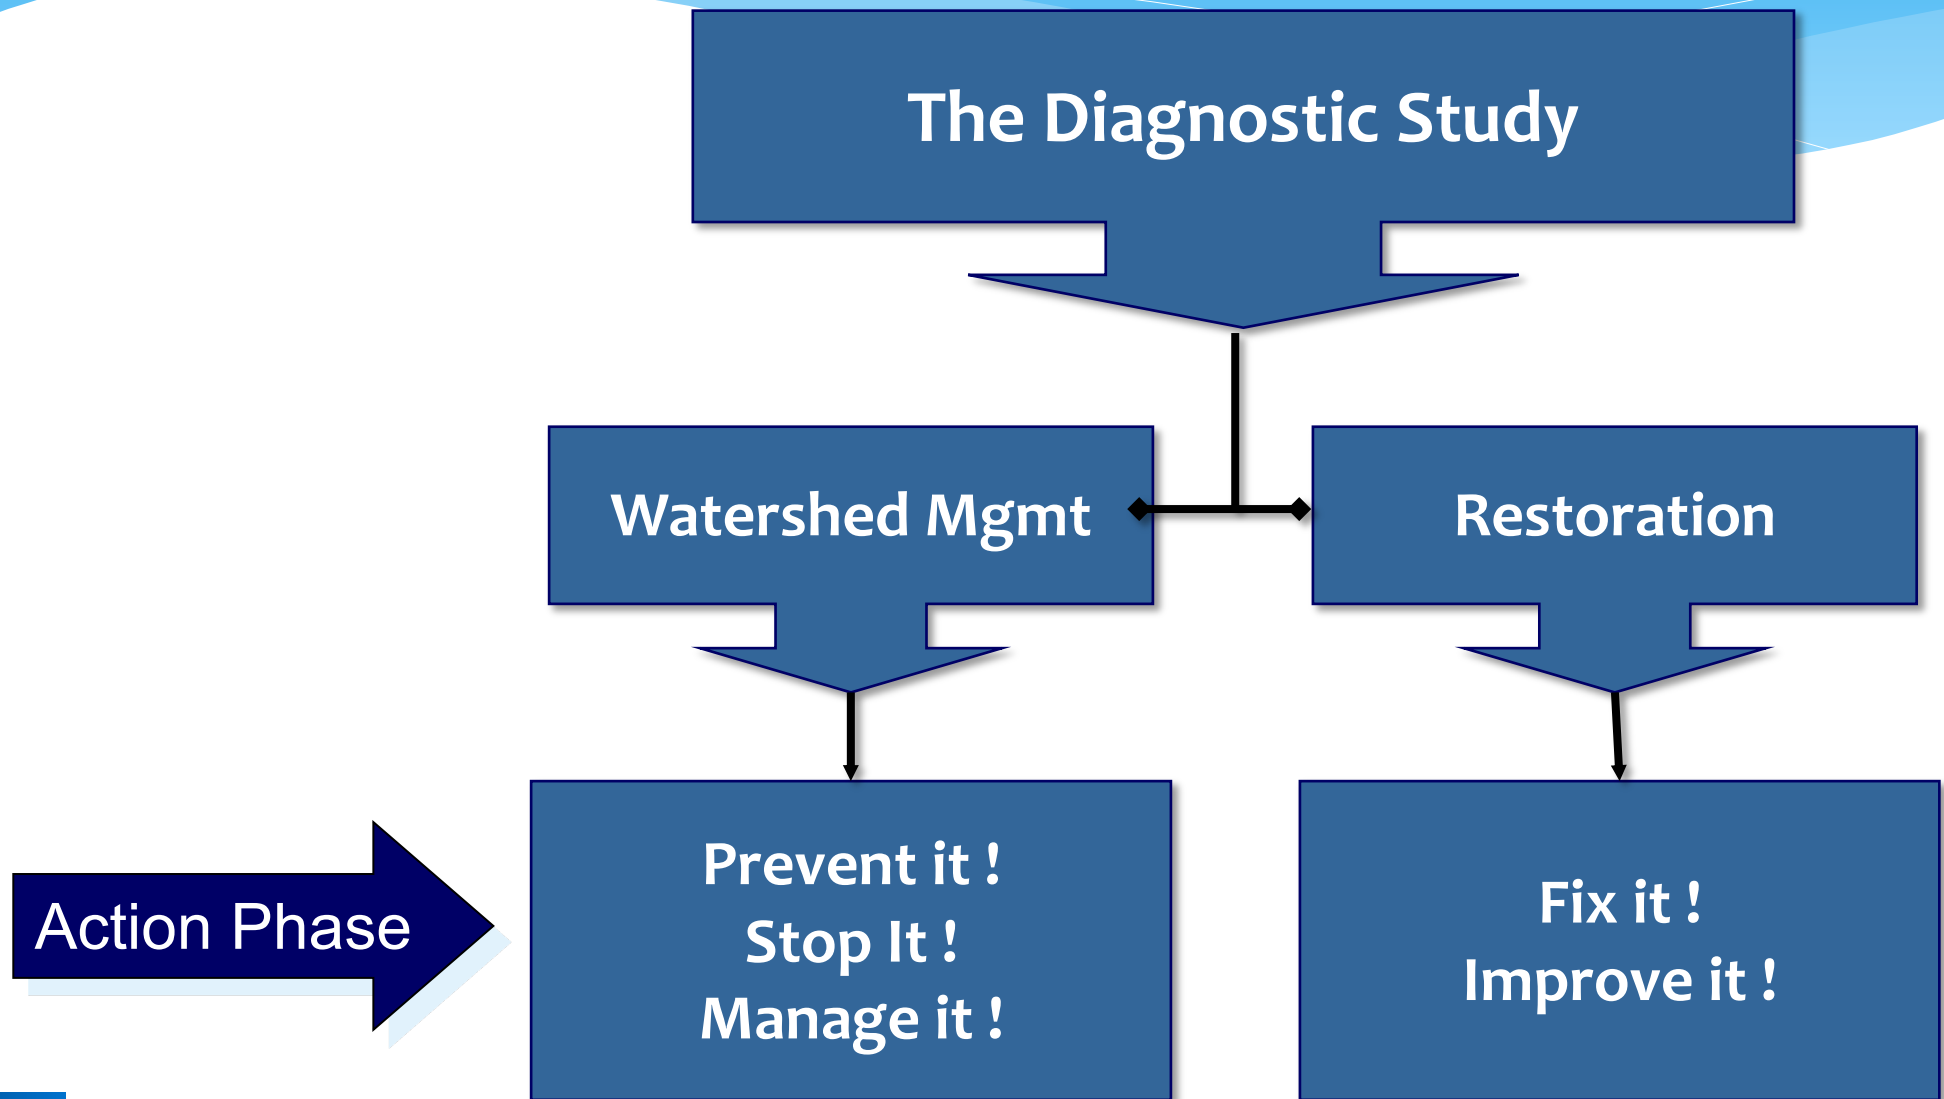 The Diagnostic Study
Watershed Mgmt
Restoration
Action Phase
Prevent it !
Stop It !
Manage it !
Fix it !
Improve it !